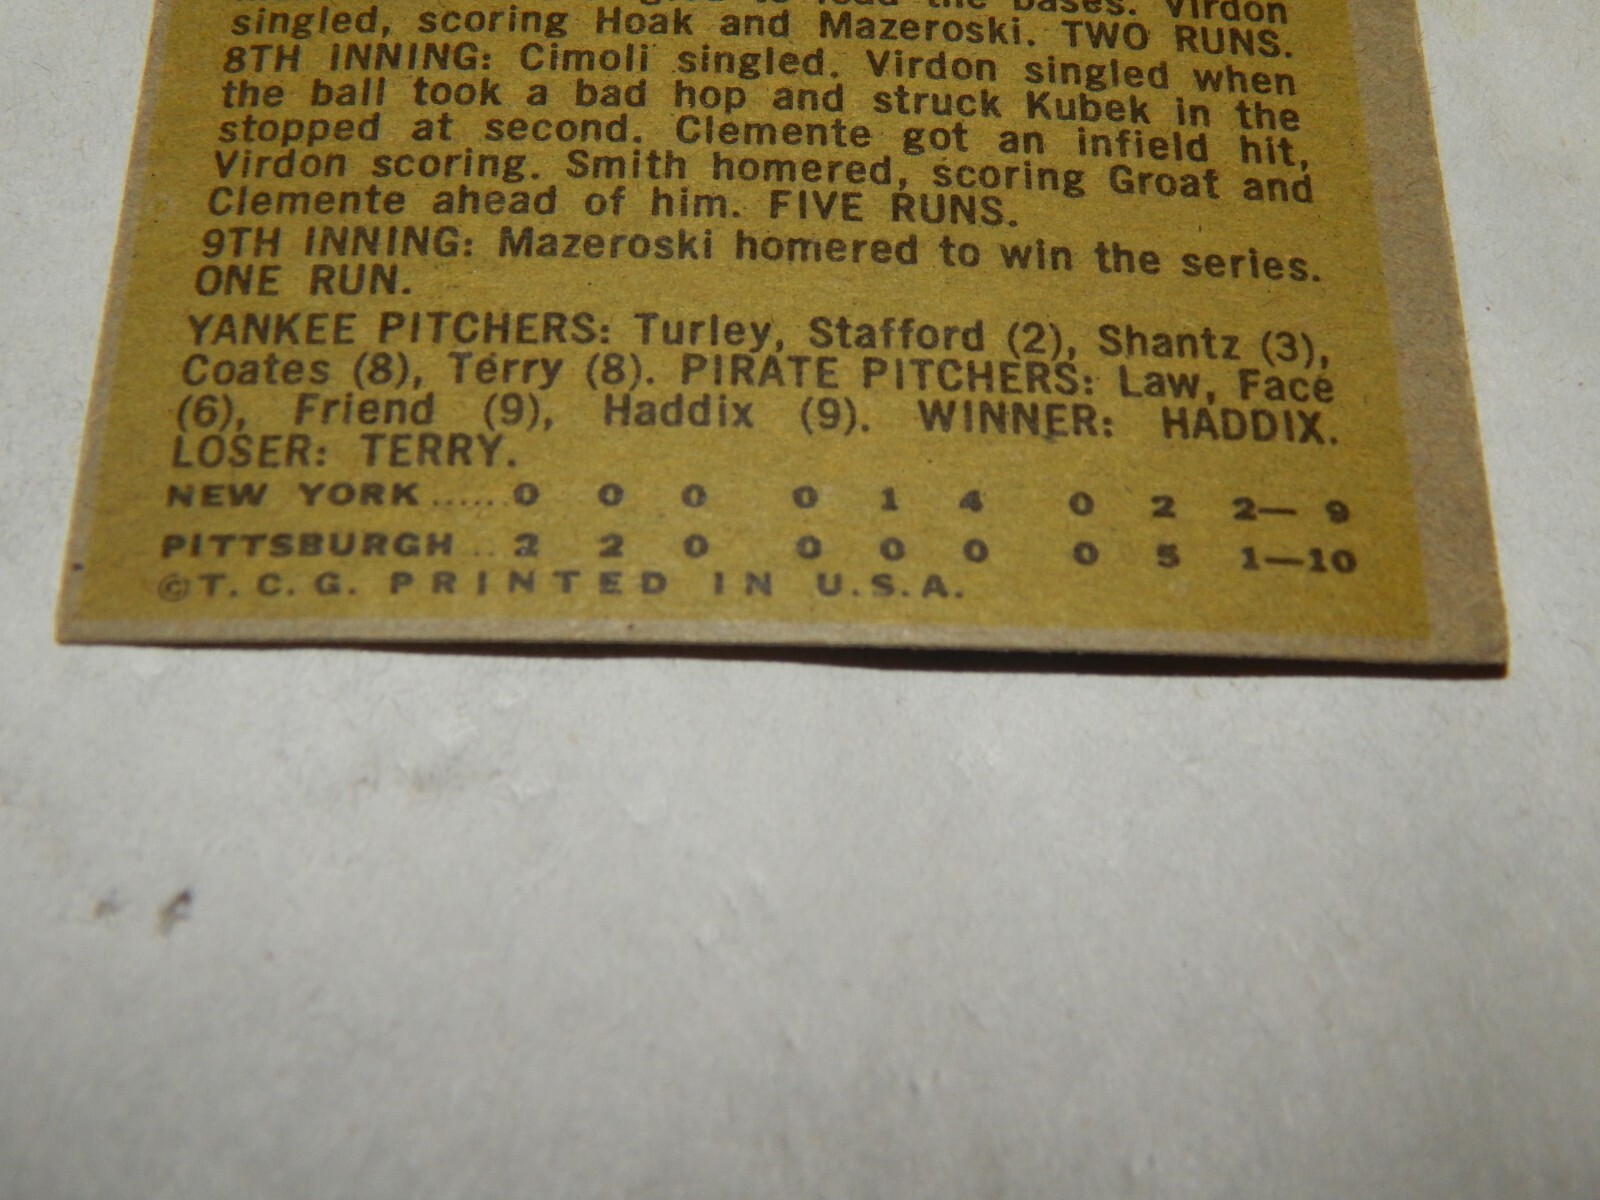 the bases. Virdon
singled, scoring Hoak and Mazeroski. TWO RUNS.
8TH INNING: Cimoli singled. Virdon singled when
the ball took a bad hop and struck Kubek in the
stopped at second. Clemente got an infield hit,
Virdon scoring. Smith homered, scoring Groat and
Clemente ahead of him. FIVE RUNS.
9TH INNING: Mazeroski homered to win the series.
ONE RUN.
YANKEE PITCHERS: Turley, Stafford (2), Shantz (3),
Coates (8), Terry (8). PIRATE PITCHERS: Law, Face
(6), Friend (9), Haddix (9). WINNER: HADDIX.
LOSER: TERRY.
NEW YORK ...... 0 0 0 0 1 4 0 2 2— 9
PITTSBURGH .. 2 2 0 0 0 0 0 5 1—10
©T.C.G. PRINTED IN U.S.A.